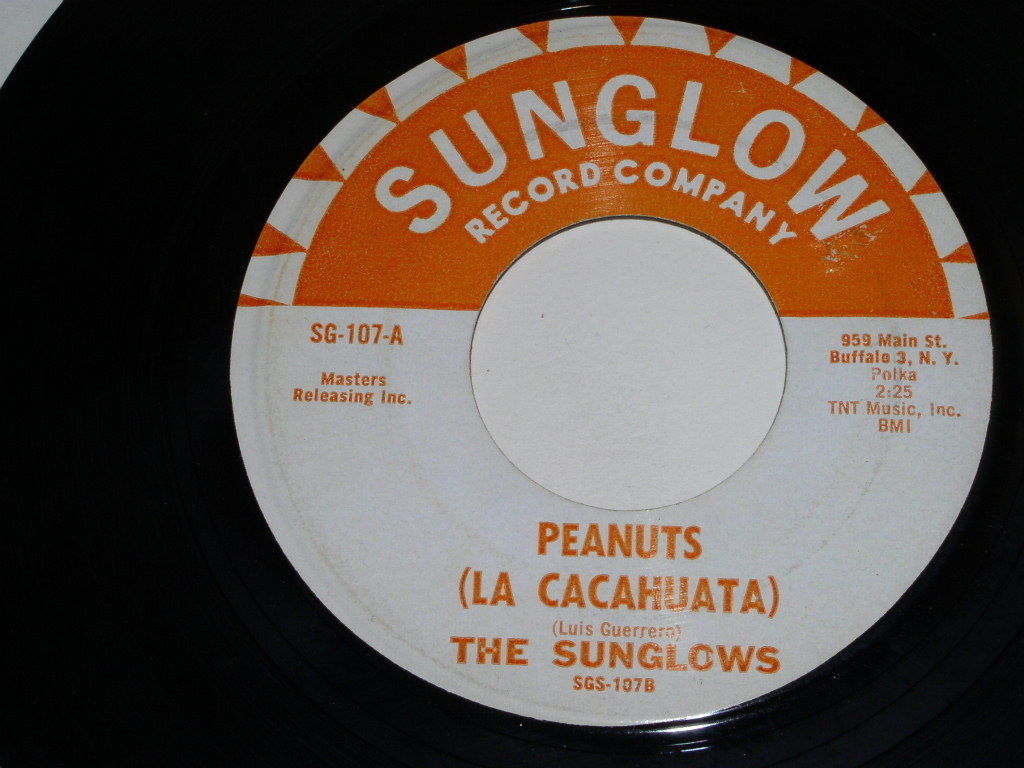 SUNGLOW
RECORD COMPANY
SG-107-A
Masters
Releasing Inc.
959 Main St.
Buffalo 3, N. Y.
Polka
2:25
TNT Music, Inc.
BMI
PEANUTS
(LA CACAHUATA)
(Luis Guerrero)
THE SUNGLOWS
SGS-107B